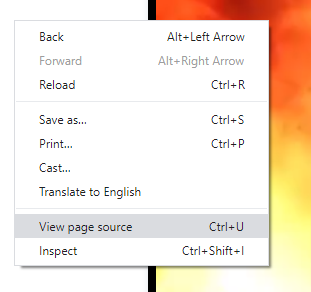 Back Alt+Left Arrow
Forward Alt+Right Arrow
Reload Ctrl+R
Save as... Ctrl+S
Print... Ctrl+P
Cast...
Translate to English
View page source Ctrl+U
Inspect Ctrl+Shift+I